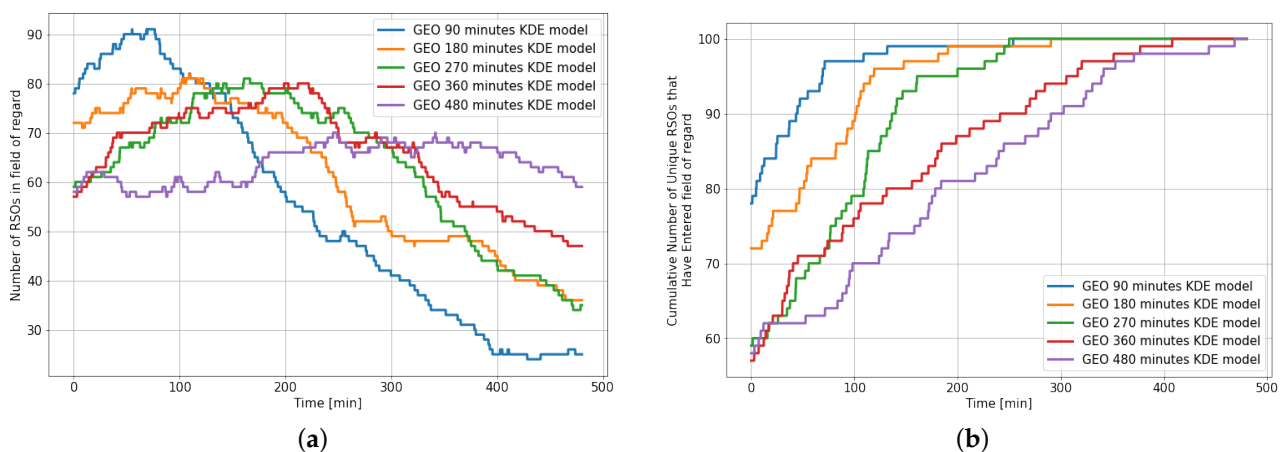 90
80
70
60
50
40
30
0
100
200
300
400
500
Number of RSOs in field of regard
Time [min]
GEO 90 minutes KDE model
GEO 180 minutes KDE model
GEO 270 minutes KDE model
GEO 360 minutes KDE model
GEO 480 minutes KDE model
(a)
100
90
80
70
60
0
100
200
300
400
500
Cumulative Number of Unique RSOs that
Have Entered field of regard
Time [min]
GEO 90 minutes KDE model
GEO 180 minutes KDE model
GEO 270 minutes KDE model
GEO 360 minutes KDE model
GEO 480 minutes KDE model
(b)